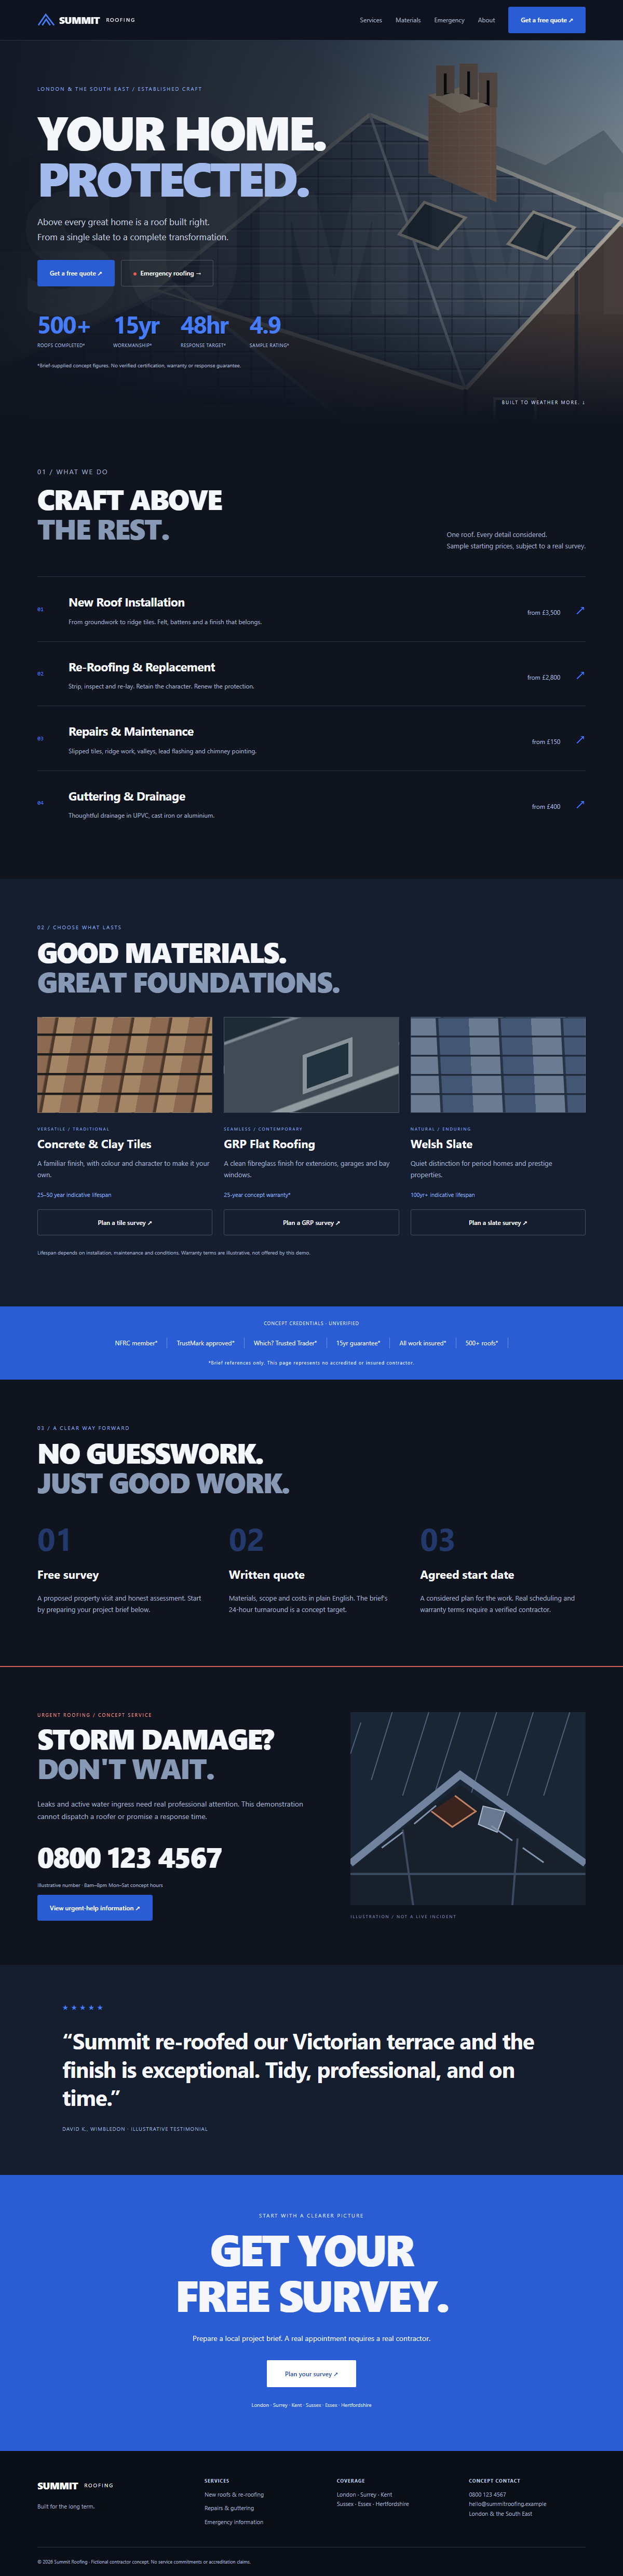 SUMMIT ROOFING
Services Materials Emergency About Get a free quote ↗
LONDON & THE SOUTH EAST / ESTABLISHED CRAFT
YOUR HOME.
PROTECTED.
Above every great home is a roof built right.
From a single slate to a complete transformation.
Get a free quote ↗ Emergency roofing →
500+ 15yr 48hr 4.9
ROOFS COMPLETED* WORKMANSHIP* RESPONSE TARGET* SAMPLE RATING*
*Brief-supplied concept figures. No verified certification, warranty or response guarantee.
BUILT TO WEATHER MORE. ↓
01 / WHAT WE DO
CRAFT ABOVE
THE REST.
One roof. Every detail considered.
Sample starting prices, subject to a real survey.
01
New Roof Installation
From groundwork to ridge tiles. Felt, battens and a finish that belongs.
from £3,500 ↗
02
Re-Roofing & Replacement
Strip, inspect and re-lay. Retain the character. Renew the protection.
from £2,800 ↗
03
Repairs & Maintenance
Slipped tiles, ridge work, valleys, lead flashing and chimney pointing.
from £150 ↗
04
Guttering & Drainage
Thoughtful drainage in UPVC, cast iron or aluminium.
from £400 ↗
02 / CHOOSE WHAT LASTS
GOOD MATERIALS.
GREAT FOUNDATIONS.
VERSATILE / TRADITIONAL
Concrete & Clay Tiles
A familiar finish, with colour and character to make it your
own.
25–50 year indicative lifespan
Plan a tile survey ↗
SEAMLESS / CONTEMPORARY
GRP Flat Roofing
A clean fibreglass finish for extensions, garages and bay
windows.
25-year concept warranty*
Plan a GRP survey ↗
NATURAL / ENDURING
Welsh Slate
Quiet distinction for period homes and prestige
properties.
100yr+ indicative lifespan
Plan a slate survey ↗
Lifespan depends on installation, maintenance and conditions. Warranty terms are illustrative, not offered by this demo.
CONCEPT CREDENTIALS · UNVERIFIED
NFRC member* TrustMark approved* Which? Trusted Trader* 15yr guarantee* All work insured* 500+ roofs*
*Brief references only. This page represents no accredited or insured contractor.
03 / A CLEAR WAY FORWARD
NO GUESSWORK.
JUST GOOD WORK.
01
Free survey
A proposed property visit and honest assessment. Start
by preparing your project brief below.
02
Written quote
Materials, scope and costs in plain English. The brief's
24-hour turnaround is a concept target.
03
Agreed start date
A considered plan for the work. Real scheduling and
warranty terms require a verified contractor.
URGENT ROOFING / CONCEPT SERVICE
STORM DAMAGE?
DON'T WAIT.
Leaks and active water ingress need real professional attention. This demonstration
cannot dispatch a roofer or promise a response time.
0800 123 4567
Illustrative number · 6am–8pm Mon–Sat concept hours
View urgent-help information ↗
ILLUSTRATION / NOT A LIVE INCIDENT
★ ★ ★ ★ ★
“Summit re-roofed our Victorian terrace and the
finish is exceptional. Tidy, professional, and on
time.”
DAVID K., WIMBLEDON · ILLUSTRATIVE TESTIMONIAL
START WITH A CLEARER PICTURE
GET YOUR
FREE SURVEY.
Prepare a local project brief. A real appointment requires a real contractor.
Plan your survey ↗
London · Surrey · Kent · Sussex · Essex · Hertfordshire
SUMMIT ROOFING
Built for the long term.
SERVICES
New roofs & re-roofing
Repairs & guttering
Emergency information
COVERAGE
London · Surrey · Kent
Sussex · Essex · Hertfordshire
CONCEPT CONTACT
0800 123 4567
hello@summitroofing.example
London & the South East
© 2026 Summit Roofing · Fictional contractor concept. No service commitments or accreditation claims.